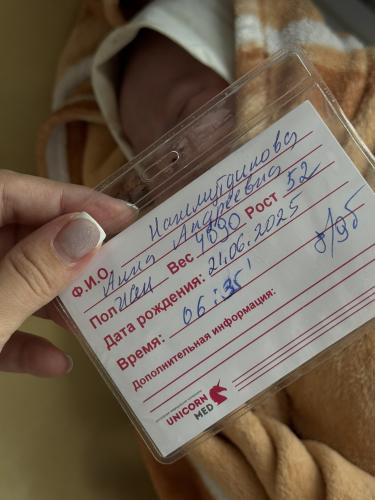 Ф.И.О. Нажмутдинова
Анна Андреевна
Пол жен Вес 4090 Рост 52
Дата рождения: 21.06.2025
Время: 06:35
Дополнительная информация:
UNICORN
MED